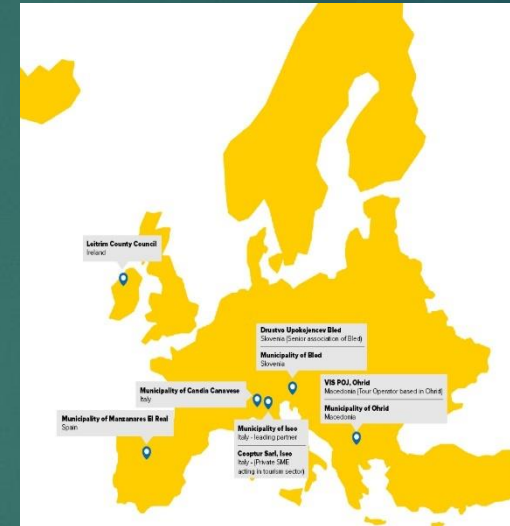 Leitrim County Council
Ireland
Drustvo Upokojencev Bled
Slovenia (Senior association of Bled)
Municipality of Bled
Slovenia
VIS POJ, Ohrid
Macedonia (Tour Operator based in Ohrid)
Municipality of Ohrid
Macedonia
Municipality of Candia Canavese
Italy
Municipality of Manzanares El Real
Spain
Municipality of Iseo
Italy - leading partner
Cooptur Sarl, Iseo
Italy - (Private SME
acting in tourism sector)